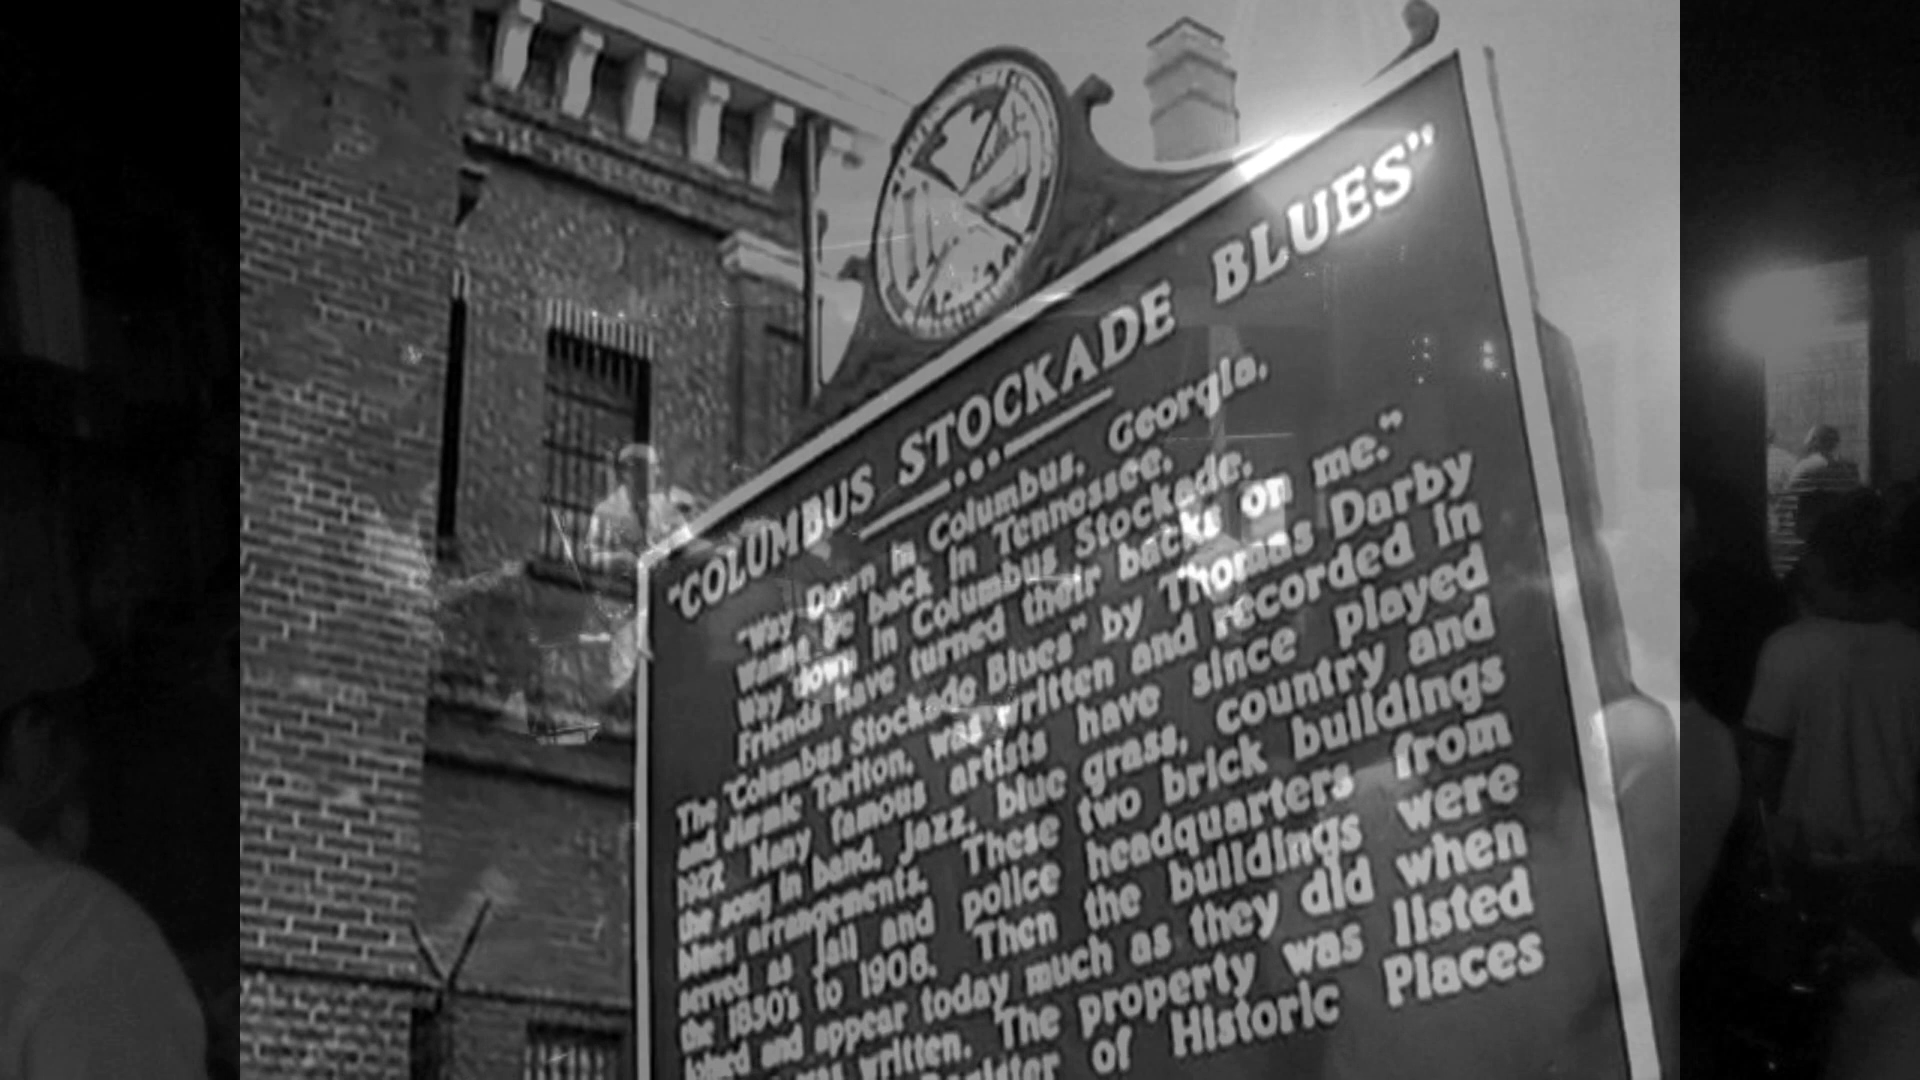 "COLUMBUS STOCKADE BLUES"
"Way Down in Columbus, Georgia,
Wanna be back in Tennessee.
Way down in Columbus Stockade,
Friends have turned their backs on me."
The "Columbus Stockade Blues" by Thomas Darby
and Jimmie Tarlton, was written and recorded in
1927. Many famous artists have since played
the song in band, jazz, blue grass, country and
blues arrangements. These two brick buildings
served as jail and police headquarters from
the 1850's to 1908. Then the buildings were
joined and appear today much as they did when
was written. The property was listed
Register of Historic Places